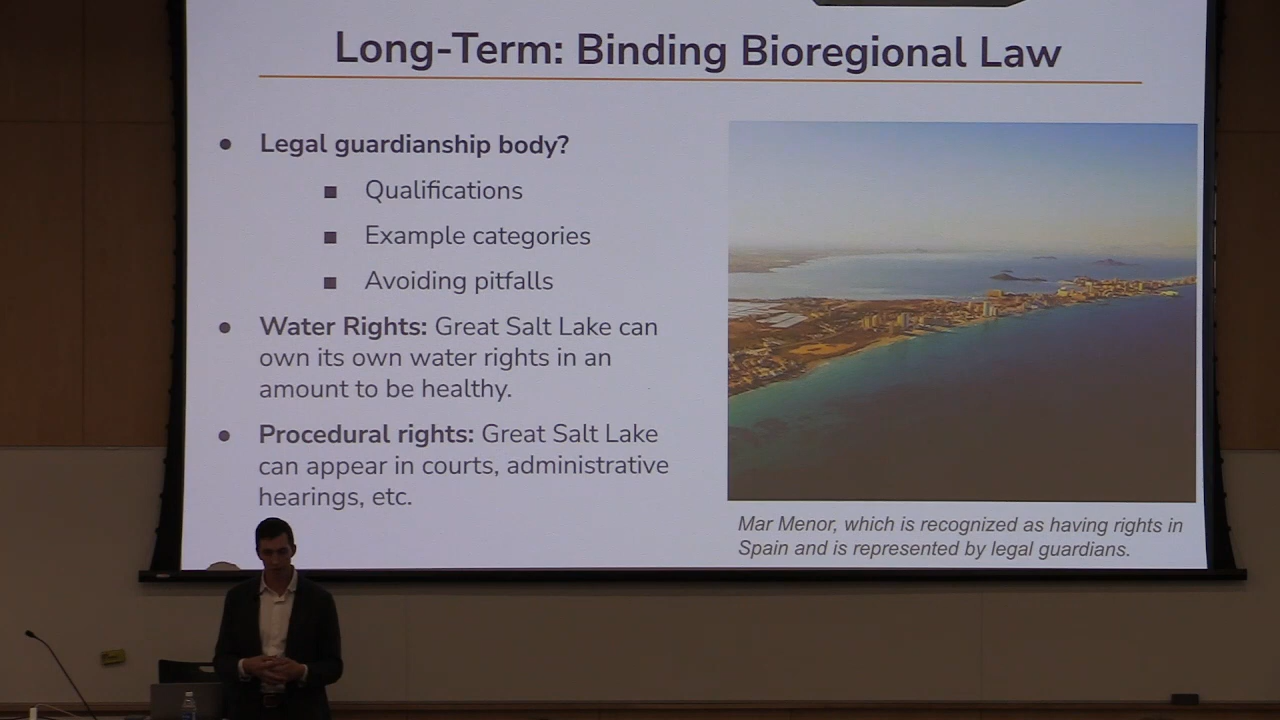 Long-Term: Binding Bioregional Law
● Legal guardianship body?
■ Qualifications
■ Example categories
■ Avoiding pitfalls
● Water Rights: Great Salt Lake can
own its own water rights in an
amount to be healthy.
● Procedural rights: Great Salt Lake
can appear in courts, administrative
hearings, etc.
Mar Menor, which is recognized as having rights in
Spain and is represented by legal guardians.